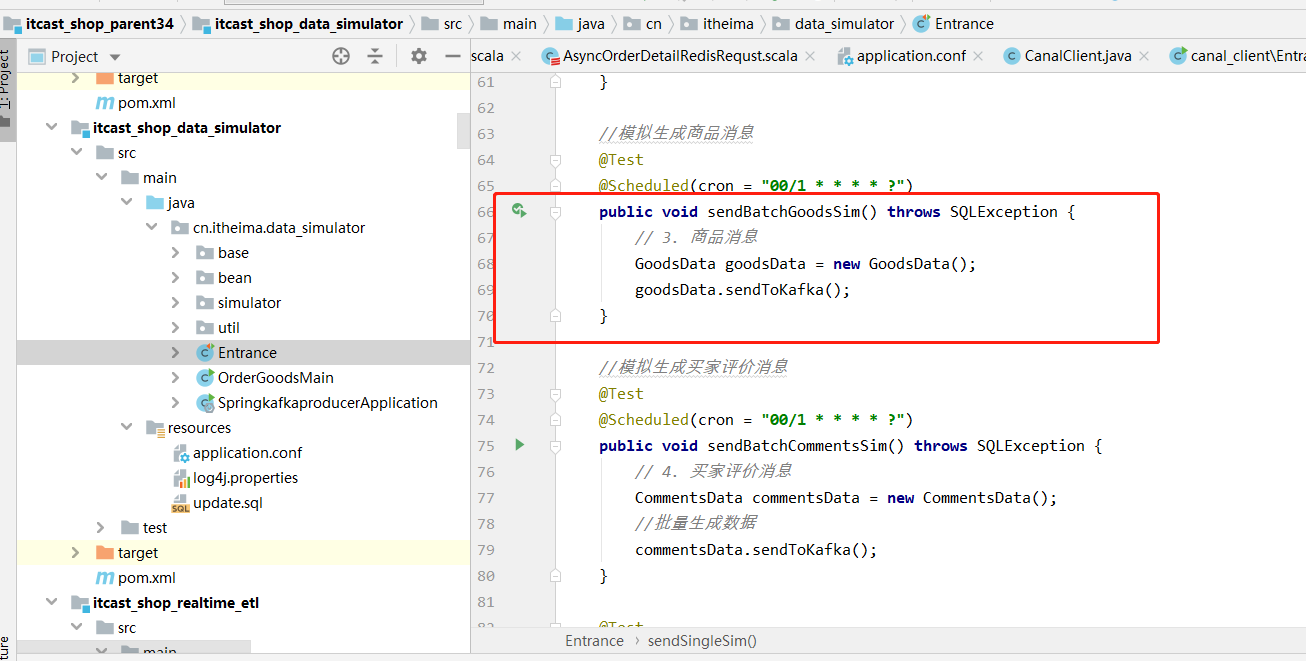 itcast_shop_parent34 itcast_shop_data_simulator src main java cn itheima data_simulator Entrance
1: Project
Project
scala AsyncOrderDetailRedisRequst.scala application.conf CanalClient.java canal_client\Entra
target
pom.xml
itcast_shop_data_simulator
src
main
java
cn.itheima.data_simulator
base
bean
simulator
util
Entrance
OrderGoodsMain
SpringkafkaproducerApplication
resources
application.conf
log4j.properties
update.sql
test
target
pom.xml
itcast_shop_realtime_etl
src
main
61 }
62
63 //模拟生成商品消息
64 @Test
65 @Scheduled(cron = "00/1 * * * * ?")
66 public void sendBatchGoodsSim() throws SQLException {
67 // 3. 商品消息
68 GoodsData goodsData = new GoodsData();
69 goodsData.sendToKafka();
70 }
71
72 //模拟生成买家评价消息
73 @Test
74 @Scheduled(cron = "00/1 * * * * ?")
75 public void sendBatchCommentsSim() throws SQLException {
76 // 4. 买家评价消息
77 CommentsData commentsData = new CommentsData();
78 //批量生成数据
79 commentsData.sendToKafka();
80 }
81
82 @Test
Entrance › sendSingleSim()